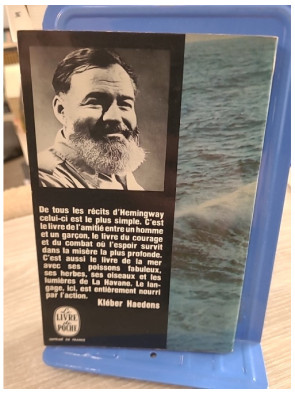 De tous les récits d'Hemingway
celui-ci est le plus simple. C'est
le livre de l'amitié entre un homme
et un garçon, le livre du courage
et du combat où l'espoir survit
dans la misère la plus profonde.
C'est aussi le livre de la mer
avec ses poissons fabuleux,
ses herbes, ses oiseaux et les
lumières de La Havane. Le lan-
gage, ici, est entièrement nourri
par l'action.
Kléber Haedens
LE
LIVRE
DE
POCHE
IMPRIMÉ EN FRANCE